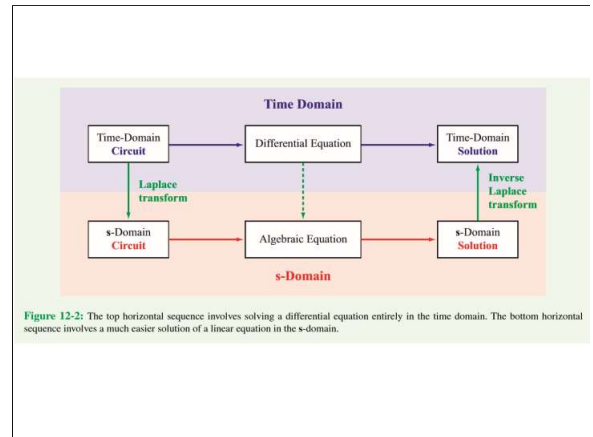 Time Domain
Time-Domain
Circuit
Differential Equation
Time-Domain
Solution
Laplace
transform
Inverse
Laplace
transform
s-Domain
Circuit
Algebraic Equation
s-Domain
Solution
s-Domain
Figure 12-2: The top horizontal sequence involves solving a differential equation entirely in the time domain. The bottom horizontal
sequence involves a much easier solution of a linear equation in the s-domain.